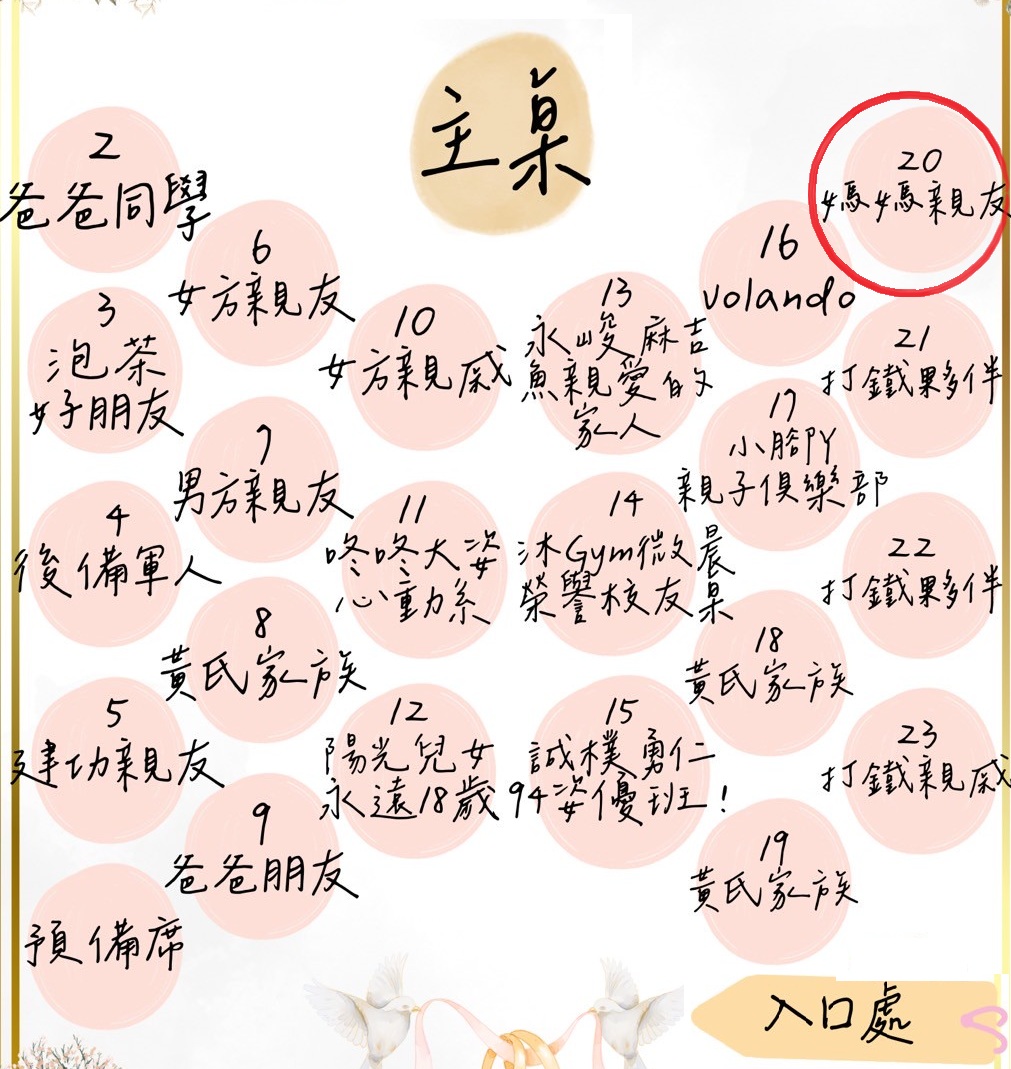 主桌
2
爸爸同學
3
泡茶
好子朋友
4
後備軍人
5
建功親友
預備席
6
女方親友
7
男方親友
8
黃氏家族
9
爸爸朋友
10
女方親戚
11
咚咚大姿
心動系
12
陽光兒女
永遠18歲
13
永峻麻吉
魚親愛的
家人
14
沐Gym微晨
榮譽校友桌
15
誠樸勇仁
94姿優班!
16
volando
17
小腳丫
親子俱樂部
18
黃氏家族
19
黃氏家族
20
媽媽親友
21
打鐵夥伴
22
打鐵夥伴
23
打鐵親戚
入口處